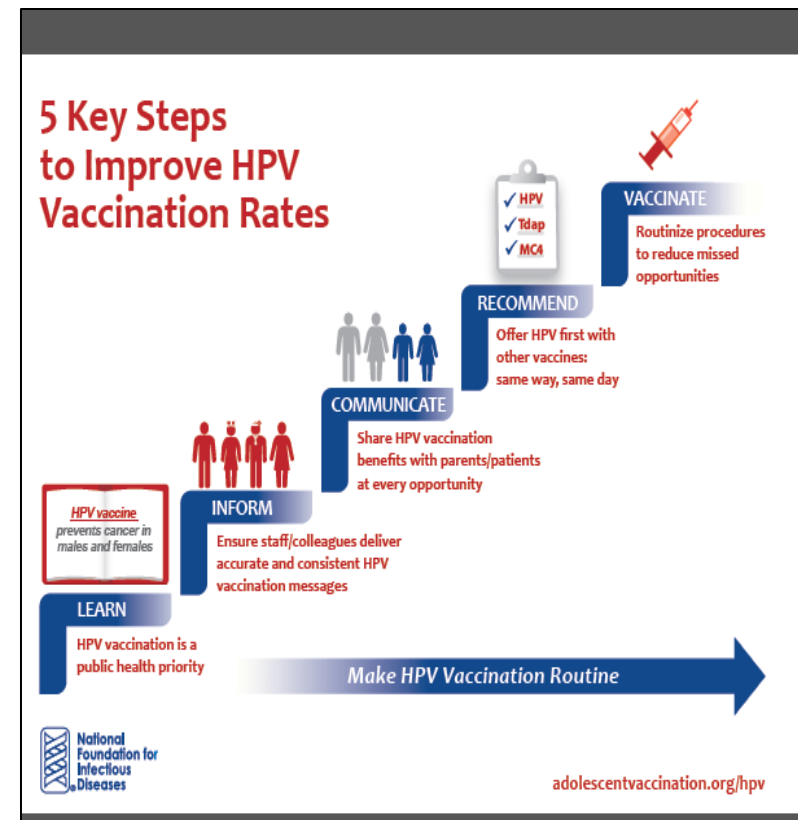 5 Key Steps
to Improve HPV
Vaccination Rates
HPV
Tdap
MC4
VACCINATE
Routinize procedures
to reduce missed
opportunities
RECOMMEND
Offer HPV first with
other vaccines:
same way, same day
COMMUNICATE
Share HPV vaccination
benefits with parents/patients
at every opportunity
INFORM
Ensure staff/colleagues deliver
accurate and consistent HPV
vaccination messages
HPV vaccine
prevents cancer in
males and females
LEARN
HPV vaccination is a
public health priority
Make HPV Vaccination Routine
National
Foundation for
Infectious
Diseases
adolescentvaccination.org/hpv